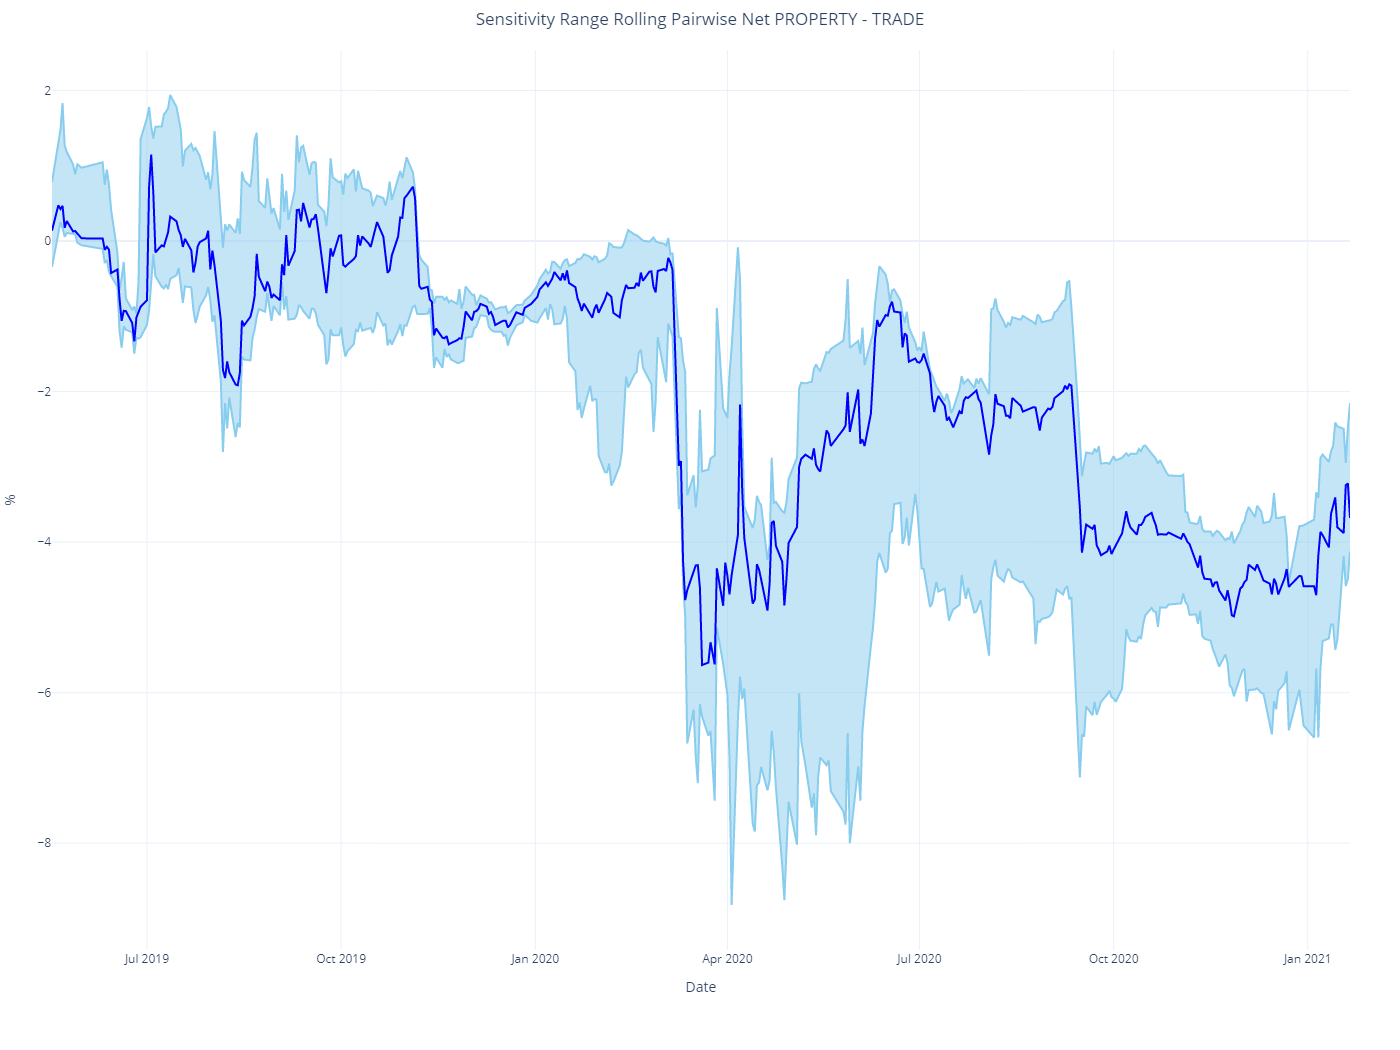 Sensitivity Range Rolling Pairwise Net PROPERTY - TRADE
2
0
−2
−4
−6
−8
%
Jul 2019
Oct 2019
Jan 2020
Apr 2020
Jul 2020
Oct 2020
Jan 2021
Date